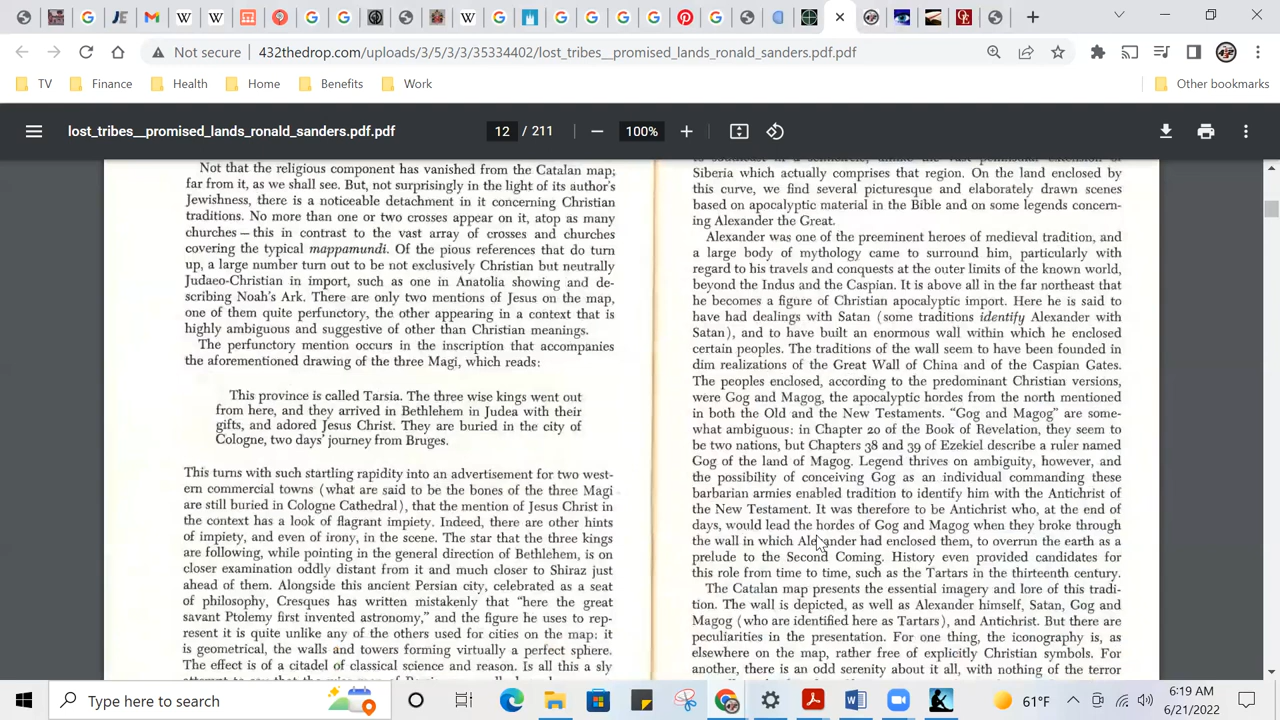 Not secure
432thedrop.com/uploads/3/5/3/3/35334402/lost_tribes__promised_lands_ronald_sanders.pdf.pdf
TV
Finance
Health
Home
Benefits
Work
Other bookmarks
lost_tribes__promised_lands_ronald_sanders.pdf.pdf
12 / 211
100%
Not that the religious component has vanished from the Catalan map;
far from it, as we shall see. But, not surprisingly in the light of its author's
Jewishness, there is a noticeable detachment in it concerning Christian
traditions. No more than one or two crosses appear on it, atop as many
churches — this in contrast to the vast array of crosses and churches
covering the typical mappamundi. Of the pious references that do turn
up, a large number turn out to be not exclusively Christian but neutrally
Judaeo-Christian in import, such as one in Anatolia showing and de-
scribing Noah's Ark. There are only two mentions of Jesus on the map,
one of them quite perfunctory, the other appearing in a context that is
highly ambiguous and suggestive of other than Christian meanings.
The perfunctory mention occurs in the inscription that accompanies
the aforementioned drawing of the three Magi, which reads:
This province is called Tarsia. The three wise kings went out
from here, and they arrived in Bethlehem in Judea with their
gifts, and adored Jesus Christ. They are buried in the city of
Cologne, two days' journey from Bruges.
This turns with such startling rapidity into an advertisement for two west-
ern commercial towns (what are said to be the bones of the three Magi
are still buried in Cologne Cathedral), that the mention of Jesus Christ in
the context has a look of flagrant impiety. Indeed, there are other hints
of impiety, and even of irony, in the scene. The star that the three kings
are following, while pointing in the general direction of Bethlehem, is on
closer examination oddly distant from it and much closer to Shiraz just
ahead of them. Alongside this ancient Persian city, celebrated as a seat
of philosophy, Cresques has written mistakenly that "here the great
savant Ptolemy first invented astronomy," and the figure he uses to rep-
resent it is quite unlike any of the others used for cities on the map: it
is geometrical, the walls and towers forming virtually a perfect sphere.
The effect is of a citadel of classical science and reason. Is all this a sly
Siberia which actually comprises that region. On the land enclosed by
this curve, we find several picturesque and elaborately drawn scenes
based on apocalyptic material in the Bible and on some legends concern-
ing Alexander the Great.
Alexander was one of the preeminent heroes of medieval tradition, and
a large body of mythology came to surround him, particularly with
regard to his travels and conquests at the outer limits of the known world,
beyond the Indus and the Caspian. It is above all in the far northeast that
he becomes a figure of Christian apocalyptic import. Here he is said to
have had dealings with Satan (some traditions identify Alexander with
Satan), and to have built an enormous wall within which he enclosed
certain peoples. The traditions of the wall seem to have been founded in
dim realizations of the Great Wall of China and of the Caspian Gates.
The peoples enclosed, according to the predominant Christian versions,
were Gog and Magog, the apocalyptic hordes from the north mentioned
in both the Old and the New Testaments. "Gog and Magog" are some-
what ambiguous: in Chapter 20 of the Book of Revelation, they seem to
be two nations, but Chapters 38 and 39 of Ezekiel describe a ruler named
Gog of the land of Magog. Legend thrives on ambiguity, however, and
the possibility of conceiving Gog as an individual commanding these
barbarian armies enabled tradition to identify him with the Antichrist of
the New Testament. It was therefore to be Antichrist who, at the end of
days, would lead the hordes of Gog and Magog when they broke through
the wall in which Alexander had enclosed them, to overrun the earth as a
prelude to the Second Coming. History even provided candidates for
this role from time to time, such as the Tartars in the thirteenth century.
The Catalan map presents the essential imagery and lore of this tradi-
tion. The wall is depicted, as well as Alexander himself, Satan, Gog and
Magog (who are identified here as Tartars), and Antichrist. But there are
peculiarities in the presentation. For one thing, the iconography is, as
elsewhere on the map, rather free of explicitly Christian symbols. For
another, there is an odd serenity about it all, with nothing of the terror
Type here to search
61°F
6:19 AM
6/21/2022